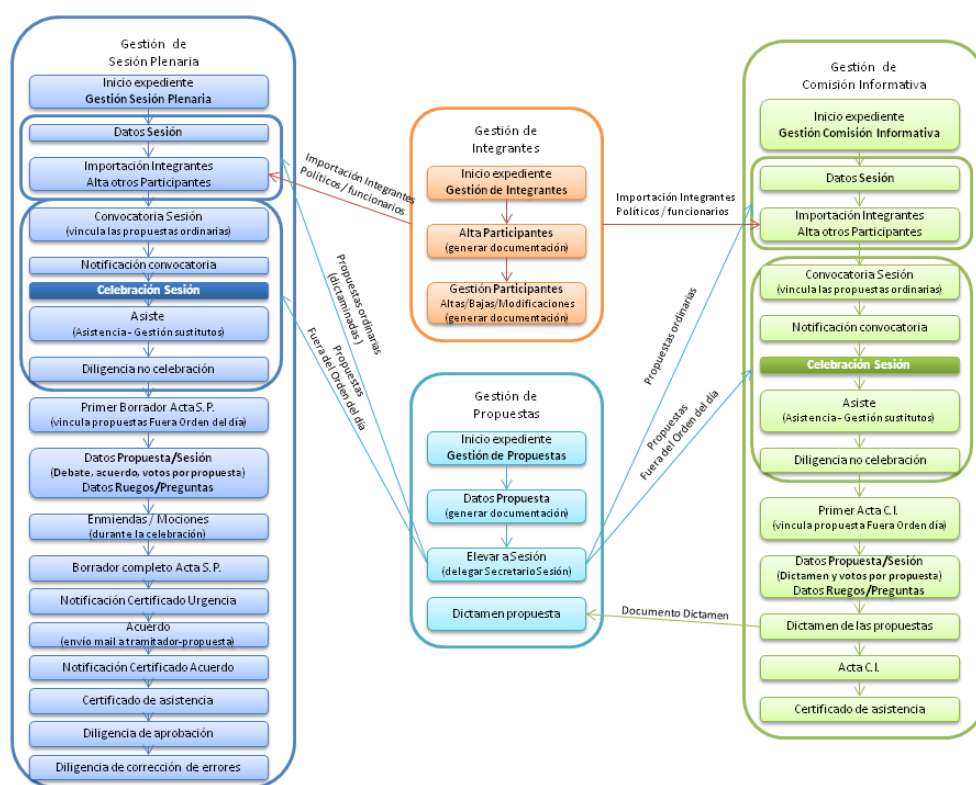 Gestión de
Sesión Plenaria
Inicio expediente
Gestión Sesión Plenaria
Datos Sesión
Importación Integrantes
Alta otros Participantes
Convocatoria Sesión
(vincula las propuestas ordinarias)
Notificación convocatoria
Celebración Sesión
Asiste
(Asistencia - Gestión sustitutos)
Diligencia no celebración
Primer Borrador Acta S.P.
(vincula propuestas Fuera Orden del día)
Datos Propuesta/Sesión
(Debate, acuerdo, votos por propuesta)
Datos Ruegos/Preguntas
Enmiendas / Mociones
(durante la celebración)
Borrador completo Acta S.P.
Notificación Certificado Urgencia
Acuerdo
(envío mail a tramitador-propuesta)
Notificación Certificado Acuerdo
Certificado de asistencia
Diligencia de aprobación
Diligencia de corrección de errores
Importación Integrantes
Políticos / funcionarios
Propuestas ordinarias
(dictaminadas)
Propuestas
Fuera del Orden del día
Gestión de
Integrantes
Inicio expediente
Gestión de Integrantes
Alta Participantes
(generar documentación)
Gestión Participantes
Altas/Bajas/Modificaciones
(generar documentación)
Gestión de
Propuestas
Inicio expediente
Gestión de Propuestas
Datos Propuesta
(generar documentación)
Elevar a Sesión
(delegar Secretario Sesión)
Dictamen propuesta
Importación Integrantes
Políticos / funcionarios
Propuestas ordinarias
Propuestas
Fuera del Orden del día
Documento Dictamen
Gestión de
Comisión Informativa
Inicio expediente
Gestión Comisión Informativa
Datos Sesión
Importación Integrantes
Alta otros Participantes
Convocatoria Sesión
(vincula las propuestas ordinarias)
Notificación convocatoria
Celebración Sesión
Asiste
(Asistencia - Gestión sustitutos)
Diligencia no celebración
Primer Acta C.I.
(vincula propuesta Fuera Orden día)
Datos Propuesta/Sesión
(Dictamen y votos por propuesta)
Datos Ruegos/Preguntas
Dictamen de las propuestas
Acta C.I.
Certificado de asistencia